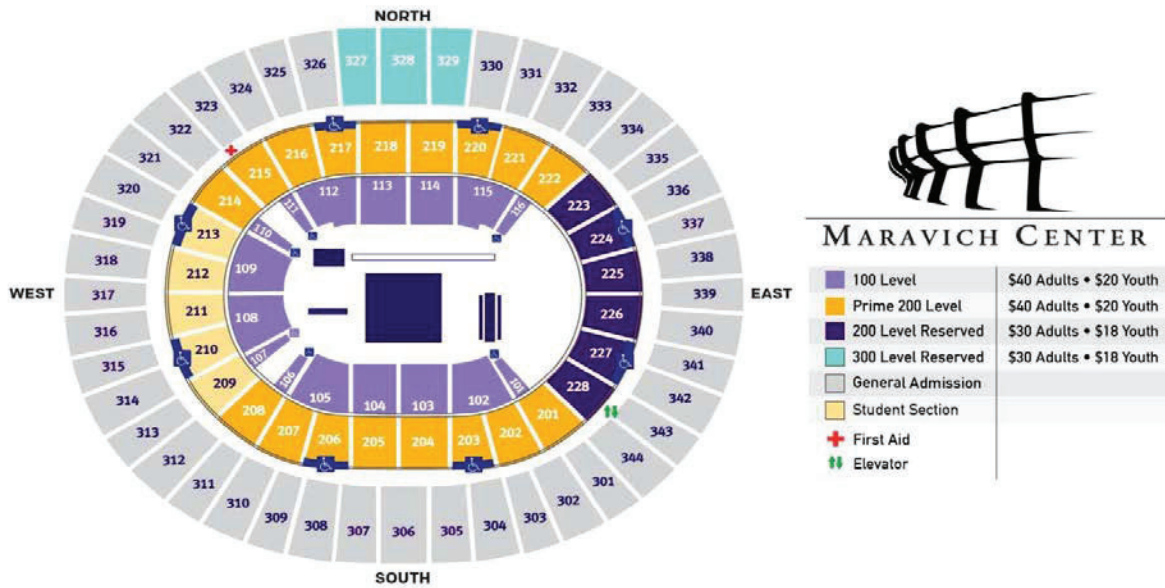 NORTH
327 328 329
326 330
325 331
324 332
323 333
322 334
321 335
320 336
319 337
318 338
317 339
316 340
315 341
314 342
313 343
312 344
311 301
310 302
309 303
308 304
307 306 305
217 218 219 220
216 221
215 222
214 223
213 224
212 225
211 226
210 227
209 228
208 201
207 202
206 205 204 203
112 113 114 115
111 116
110
109
108
107
106 101
105 104 103 102
WEST
EAST
SOUTH
MARAVICH CENTER
100 Level $40 Adults • $20 Youth
Prime 200 Level $40 Adults • $20 Youth
200 Level Reserved $30 Adults • $18 Youth
300 Level Reserved $30 Adults • $18 Youth
General Admission
Student Section
First Aid
Elevator